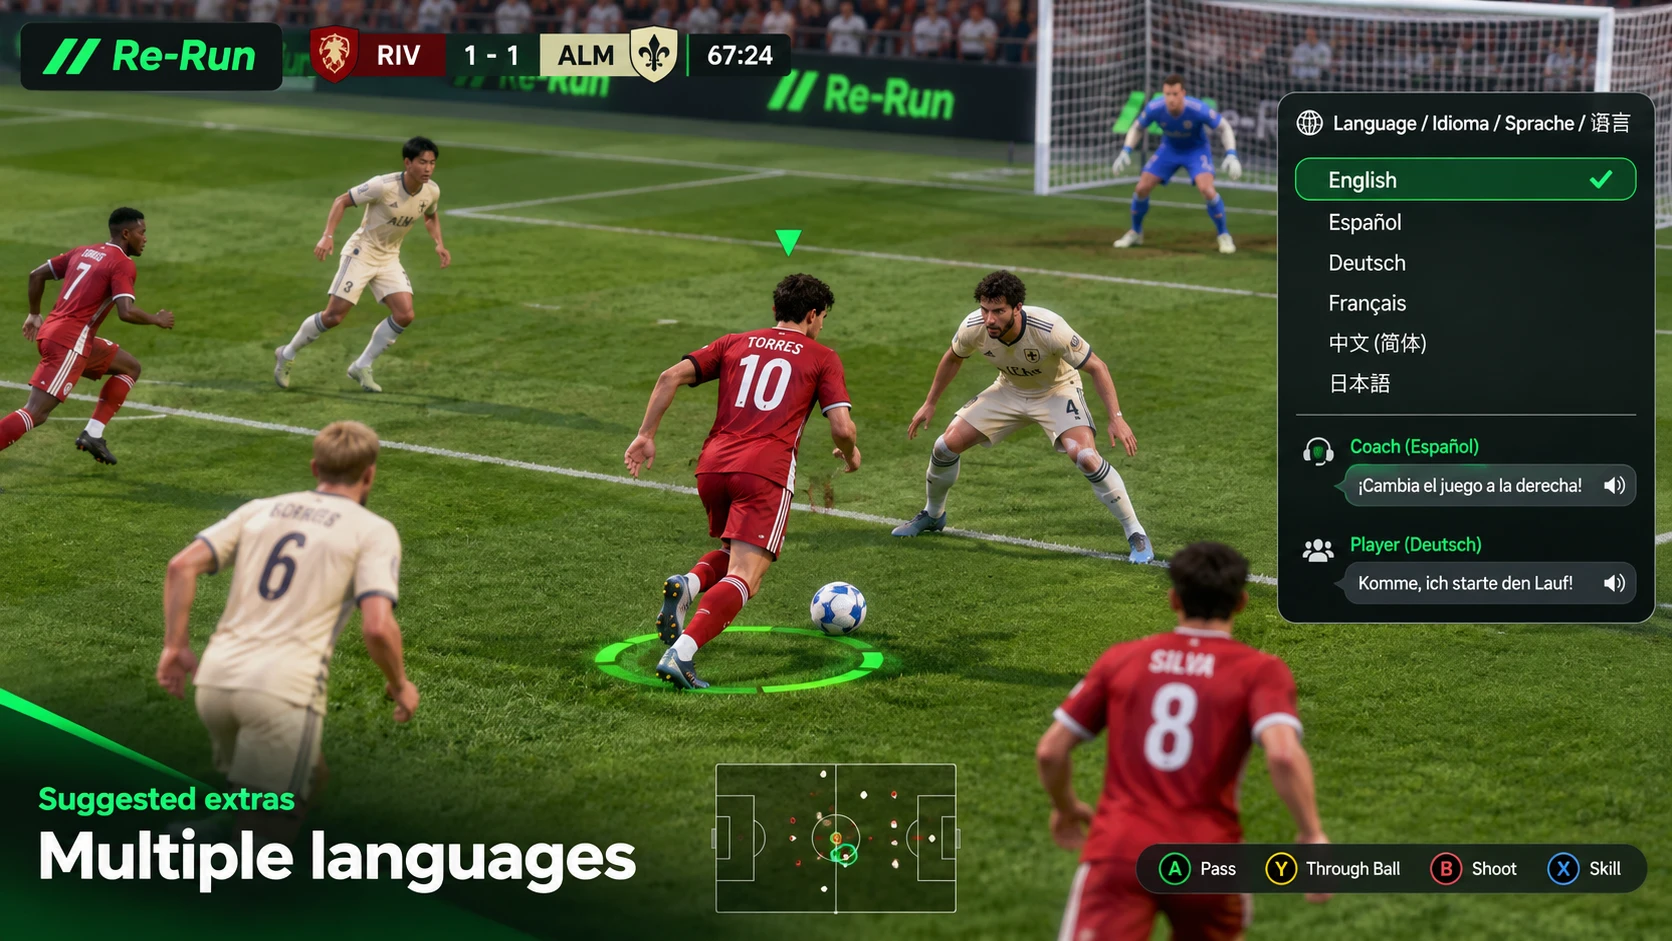 Re-Run
RIV
1 - 1
ALM
67:24
Re-Run
Language / Idioma / Sprache / 语言
English
Español
Deutsch
Français
中文 (简体)
日本語
Coach (Español)
¡Cambia el juego a la derecha!
Player (Deutsch)
Komme, ich starte den Lauf!
7
3
TORRES
10
4
6
SILVA
8
Suggested extras
Multiple languages
A Pass
Y Through Ball
B Shoot
X Skill